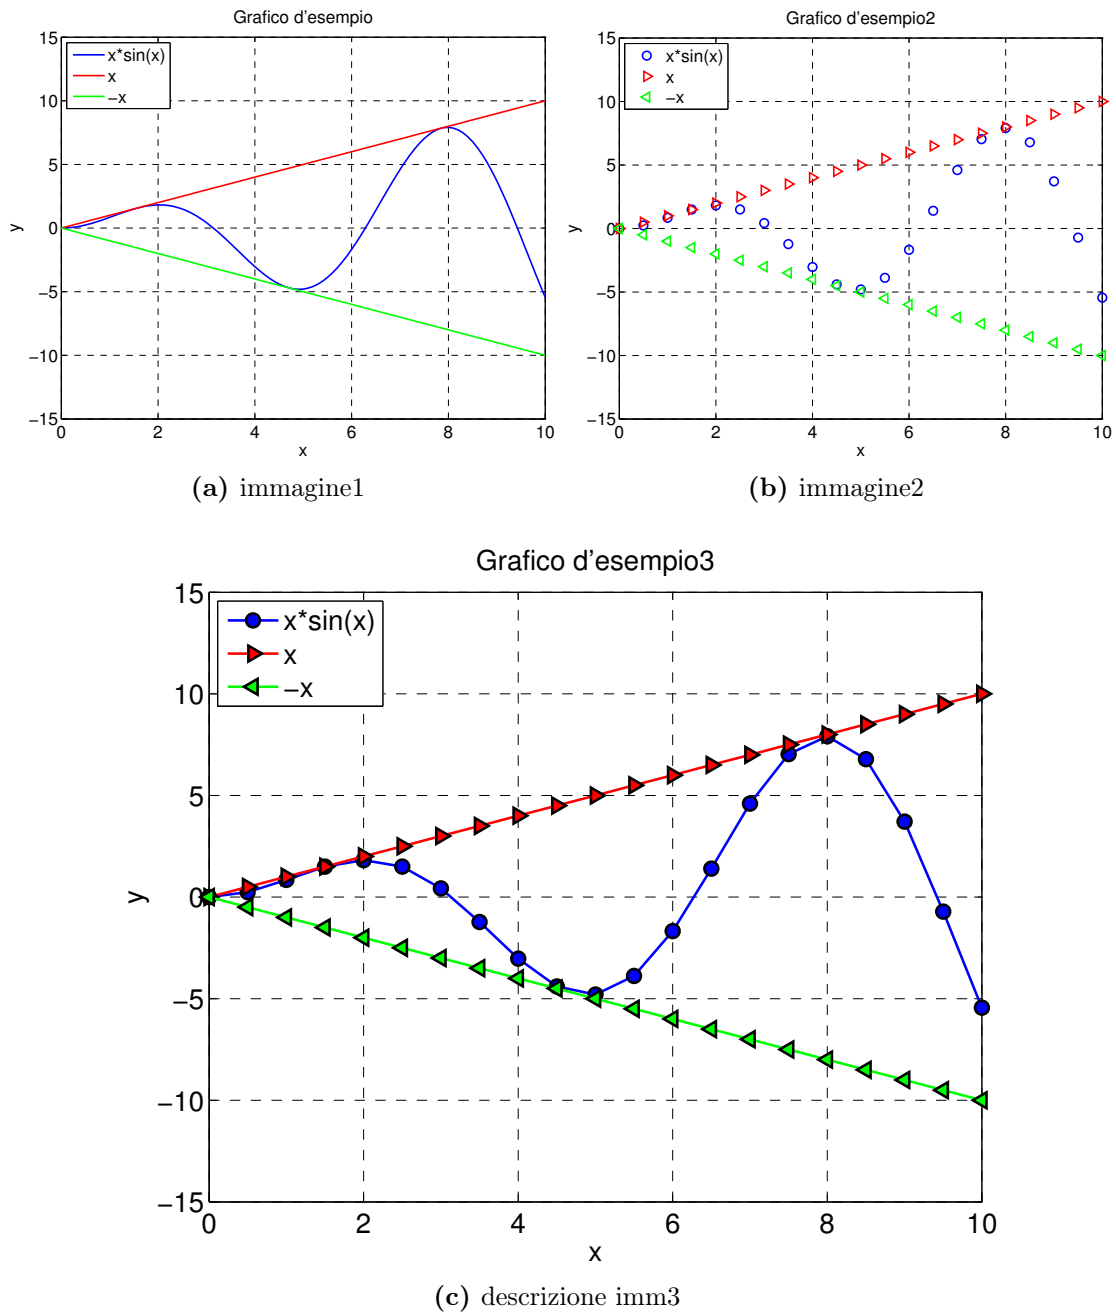 Grafico d'esempio
15
10
5
0
−5
−10
−15
0 2 4 6 8 10
x
y
x*sin(x)
x
−x
(a) immagine1
Grafico d'esempio2
15
10
5
0
−5
−10
−15
0 2 4 6 8 10
x
y
x*sin(x)
x
−x
(b) immagine2
Grafico d'esempio3
15
10
5
0
−5
−10
−15
0 2 4 6 8 10
x
y
x*sin(x)
x
−x
(c) descrizione imm3